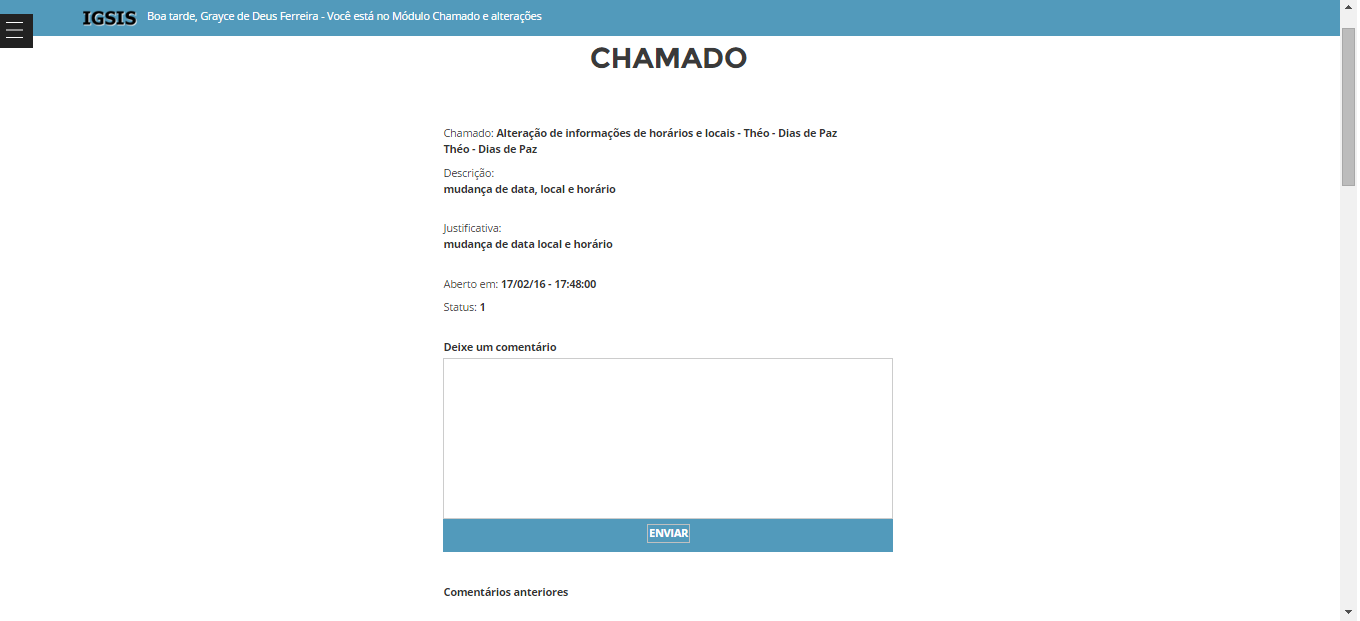 IGSIS Boa tarde, Grayce de Deus Ferreira - Você está no Módulo Chamado e alterações
CHAMADO
Chamado: Alteração de informações de horários e locais - Théo - Dias de Paz
Théo - Dias de Paz
Descrição:
mudança de data, local e horário
Justificativa:
mudança de data local e horário
Aberto em: 17/02/16 - 17:48:00
Status: 1
Deixe um comentário
ENVIAR
Comentários anteriores